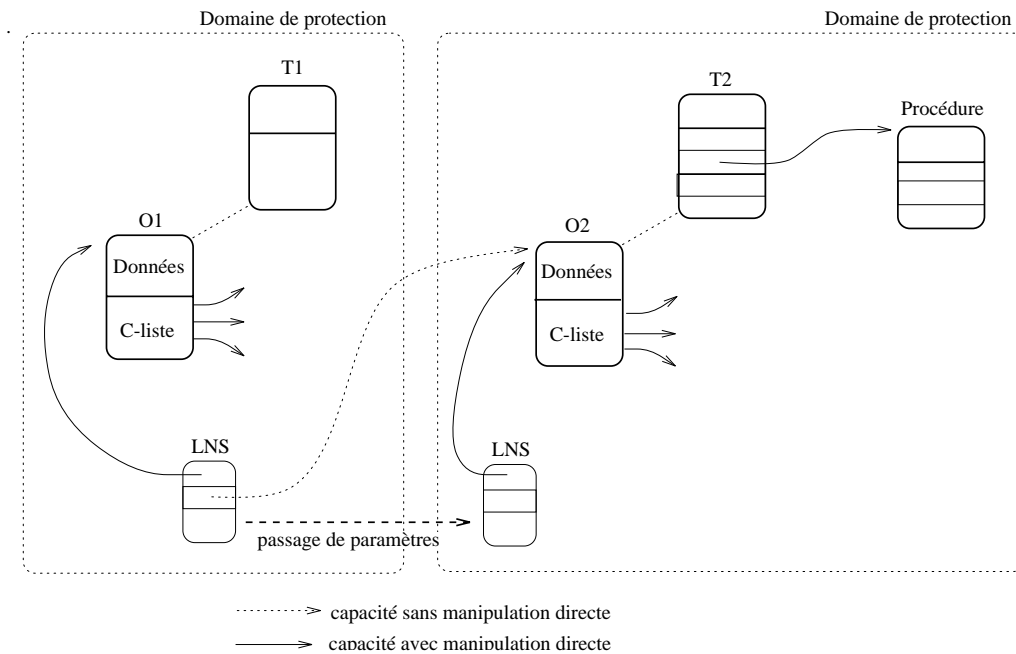 Domaine de protection
Domaine de protection
T1
T2
Procédure
O1
O2
Données
Données
C-liste
C-liste
LNS
LNS
passage de paramètres
capacité sans manipulation directe
capacité avec manipulation directe